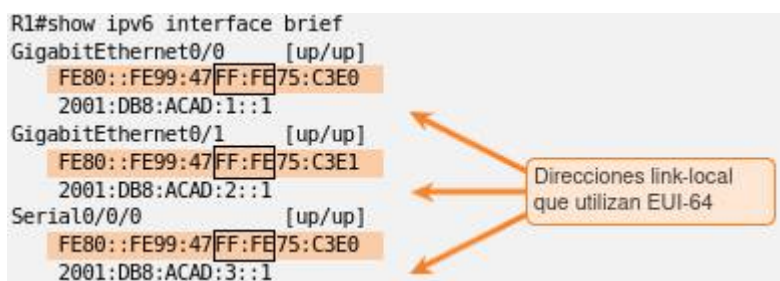 R1#show ipv6 interface brief
GigabitEthernet0/0 [up/up]
FE80::FE99:47FF:FE75:C3E0
2001:DB8:ACAD:1::1
GigabitEthernet0/1 [up/up]
FE80::FE99:47FF:FE75:C3E1
2001:DB8:ACAD:2::1
Serial0/0/0 [up/up]
FE80::FE99:47FF:FE75:C3E0
2001:DB8:ACAD:3::1
Direcciones link-local
que utilizan EUI-64